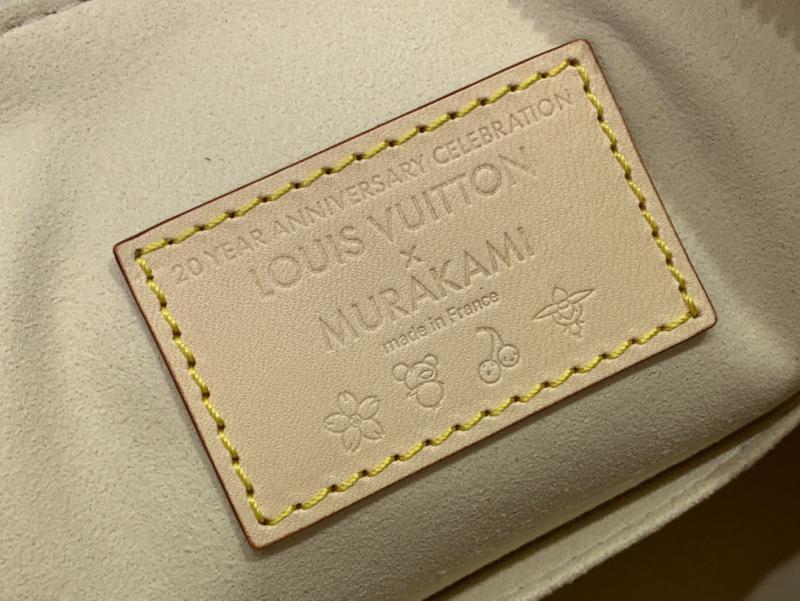 20 YEAR ANNIVERSARY CELEBRATION
LOUIS VUITTON
×
MURAKAMi
made in France